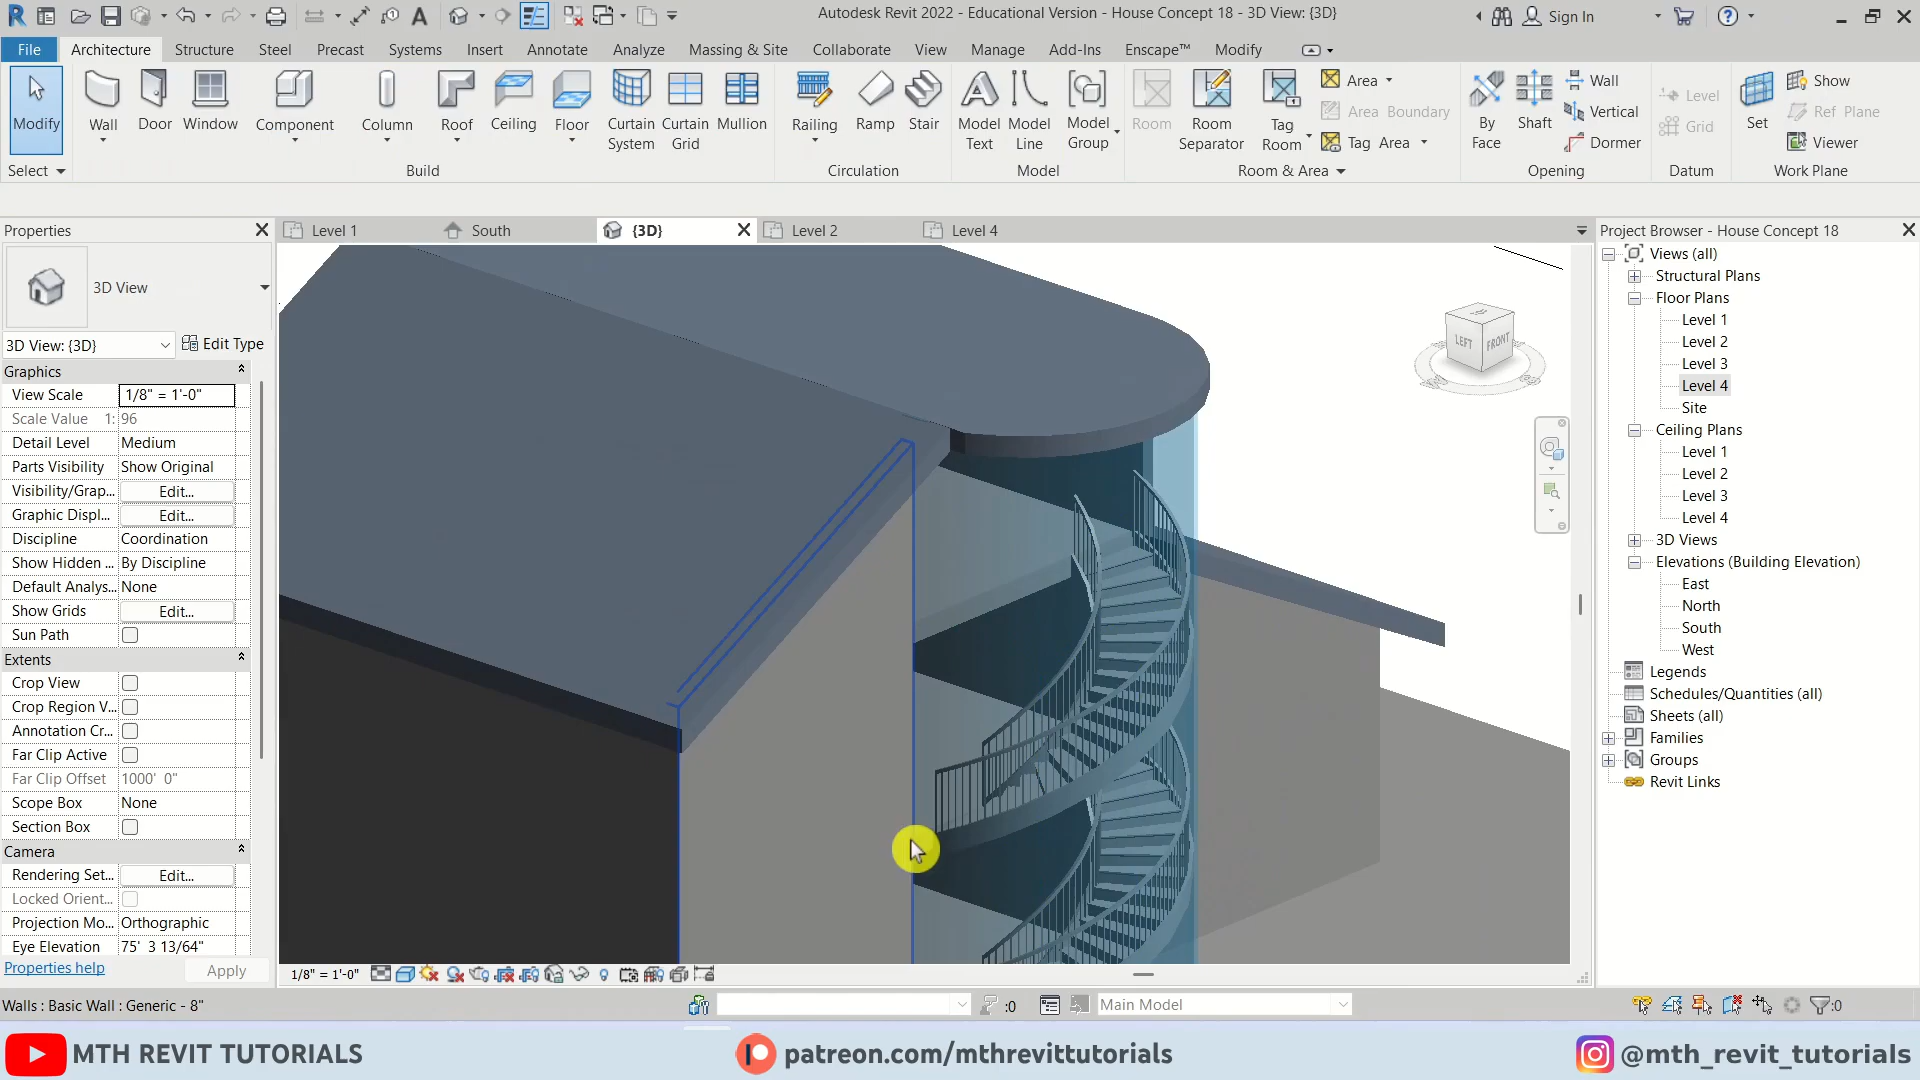 Autodesk Revit 2022 - Educational Version - House Concept 18 - 3D View: {3D}
Sign In
File Architecture Structure Steel Precast Systems Insert Annotate Analyze Massing & Site Collaborate View Manage Add-Ins Enscape™ Modify
Modify
Wall
Door
Window
Component
Column
Roof
Ceiling
Floor
Curtain System
Curtain Grid
Mullion
Railing
Ramp
Stair
Model Text
Model Line
Model Group
Room
Room Separator
Tag Room
Area
Area Boundary
Tag Area
By Face
Shaft
Wall
Vertical
Dormer
Level
Grid
Set
Show
Ref Plane
Viewer
Select Build Circulation Model Room & Area Opening Datum Work Plane
Properties
3D View
3D View: {3D} Edit Type
Graphics
View Scale 1/8" = 1'-0"
Scale Value 1: 96
Detail Level Medium
Parts Visibility Show Original
Visibility/Grap... Edit...
Graphic Displ... Edit...
Discipline Coordination
Show Hidden ... By Discipline
Default Analys... None
Show Grids Edit...
Sun Path
Extents
Crop View
Crop Region V...
Annotation Cr...
Far Clip Active
Far Clip Offset 1000' 0"
Scope Box None
Section Box
Camera
Rendering Set... Edit...
Locked Orient...
Projection Mo... Orthographic
Eye Elevation 75' 3 13/64"
Properties help Apply
Level 1 South {3D} Level 2 Level 4
TOP
LEFT FRONT
1/8" = 1'-0"
Project Browser - House Concept 18
Views (all)
Structural Plans
Floor Plans
Level 1
Level 2
Level 3
Level 4
Site
Ceiling Plans
Level 1
Level 2
Level 3
Level 4
3D Views
Elevations (Building Elevation)
East
North
South
West
Legends
Schedules/Quantities (all)
Sheets (all)
Families
Groups
Revit Links
Walls : Basic Wall : Generic - 8"
:0
Main Model
:0
MTH REVIT TUTORIALS
patreon.com/mthrevittutorials
@mth_revit_tutorials